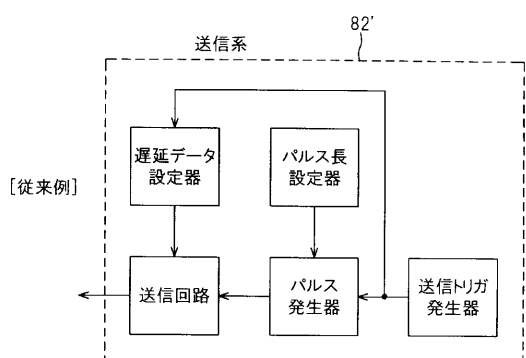 82'
送信系
遅延データ
設定器
パルス長
設定器
[従来例]
送信回路
パルス
発生器
送信トリガ
発生器